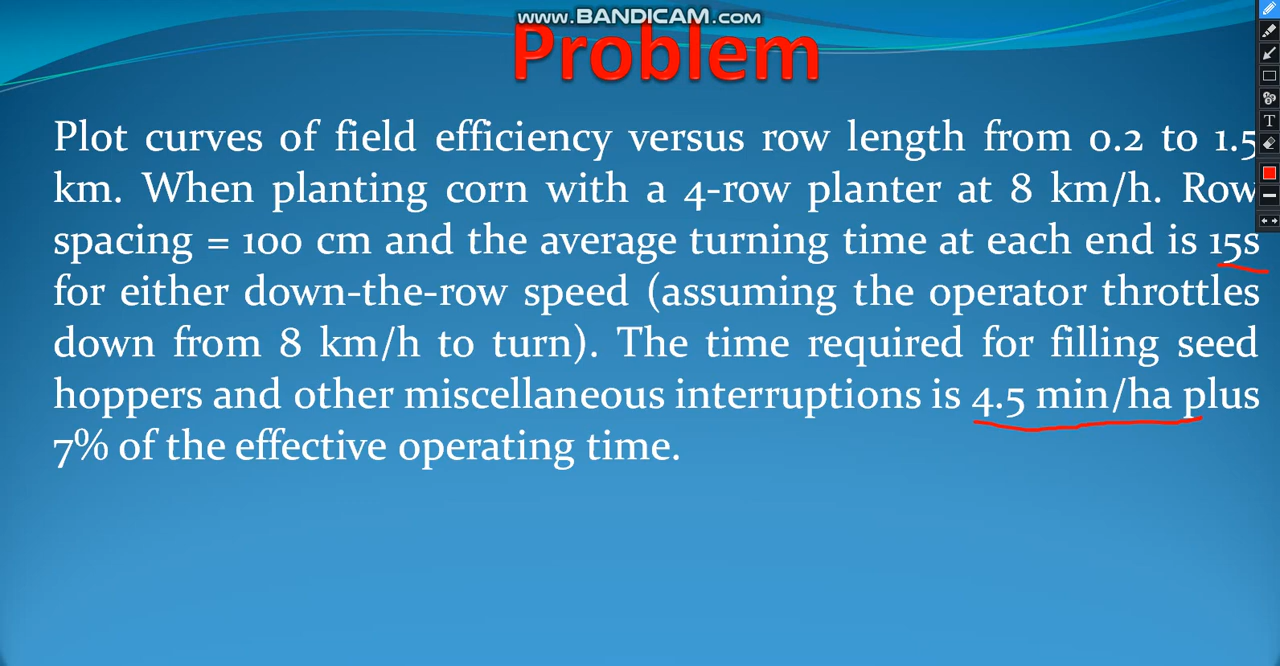 www.BANDICAM.com
Problem
Plot curves of field efficiency versus row length from 0.2 to 1.5
km. When planting corn with a 4-row planter at 8 km/h. Row
spacing = 100 cm and the average turning time at each end is 15s
for either down-the-row speed (assuming the operator throttles
down from 8 km/h to turn). The time required for filling seed
hoppers and other miscellaneous interruptions is 4.5 min/ha plus
7% of the effective operating time.